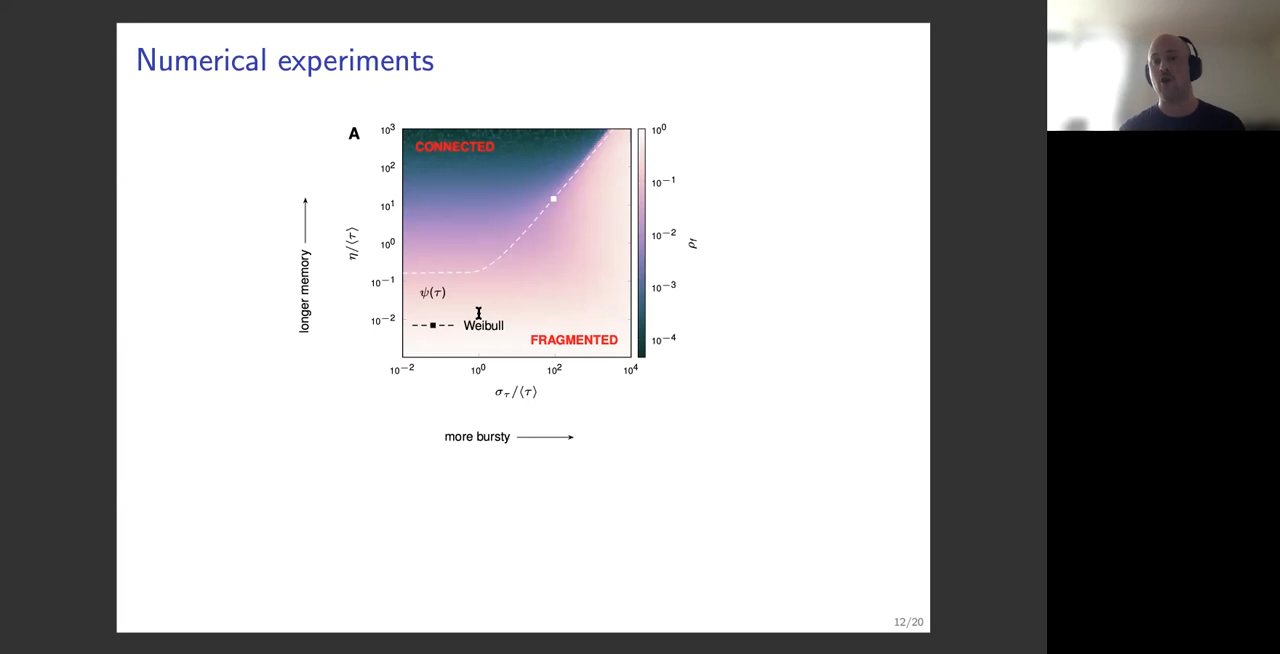 Numerical experiments
A
10³
10²
10¹
10⁰
10⁻¹
10⁻²
η/⟨τ⟩
longer memory
CONNECTED
ψ(τ)
Weibull
FRAGMENTED
10⁻² 10⁰ 10² 10⁴
σ_τ/⟨τ⟩
more bursty
10⁰
10⁻¹
10⁻²
10⁻³
10⁻⁴
ρ_f
12/20